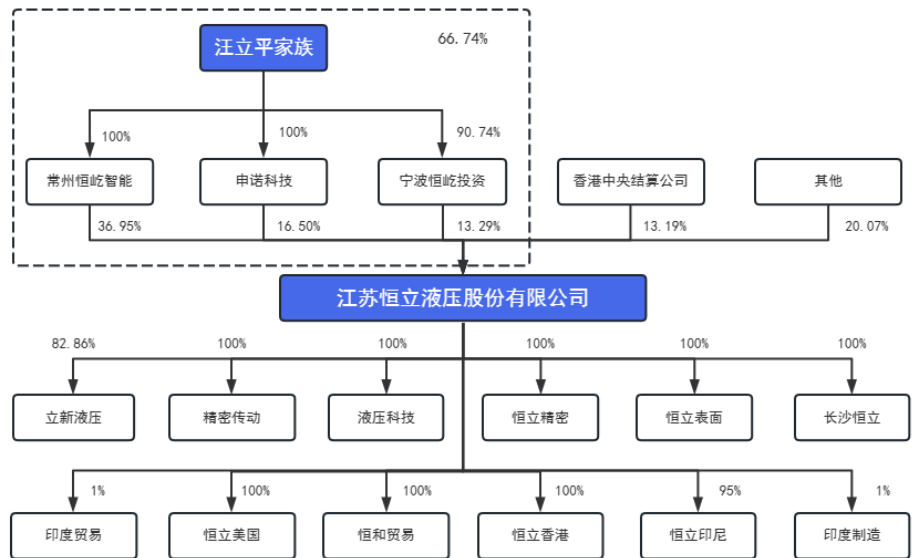 汪立平家族
66.74%
100%
100%
90.74%
常州恒屹智能
申诺科技
宁波恒屹投资
香港中央结算公司
其他
36.95%
16.50%
13.29%
13.19%
20.07%
江苏恒立液压股份有限公司
82.86%
100%
100%
100%
100%
100%
立新液压
精密传动
液压科技
恒立精密
恒立表面
长沙恒立
1%
100%
100%
100%
95%
1%
印度贸易
恒立美国
恒和贸易
恒立香港
恒立印尼
印度制造